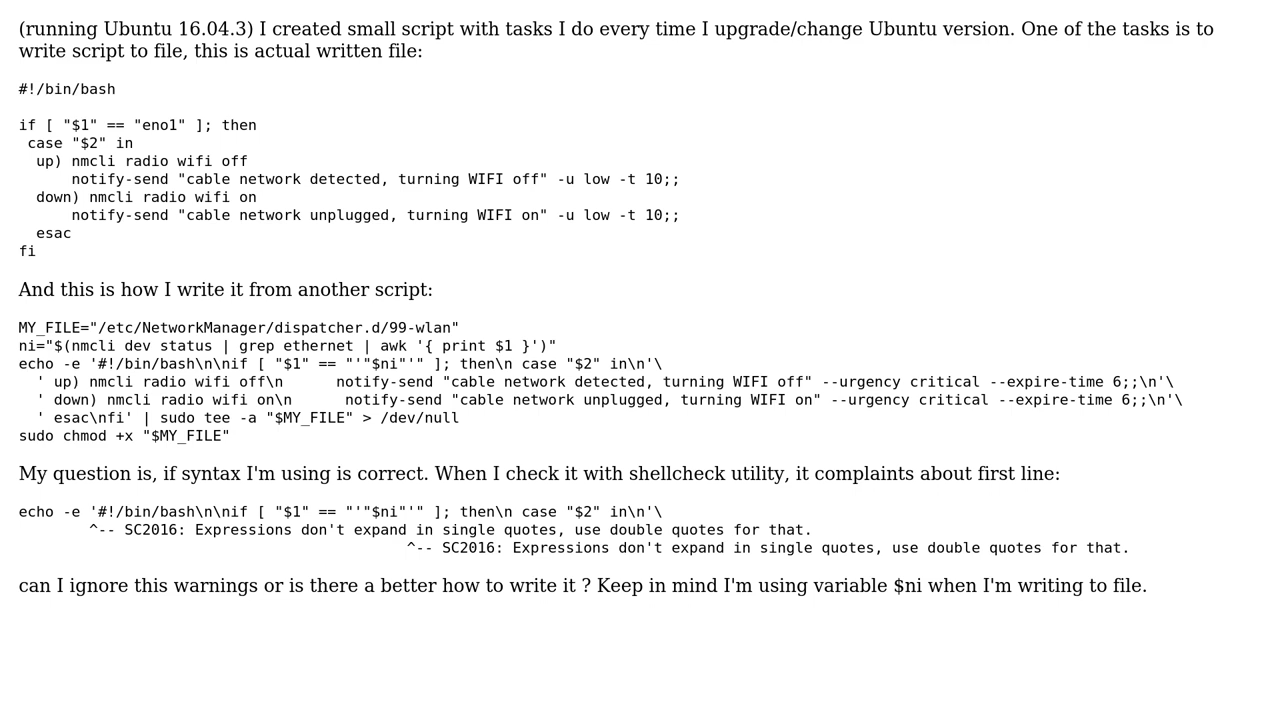 (running Ubuntu 16.04.3) I created small script with tasks I do every time I upgrade/change Ubuntu version. One of the tasks is to
write script to file, this is actual written file:
#!/bin/bash
if [ "$1" == "eno1" ]; then
 case "$2" in
  up) nmcli radio wifi off
      notify-send "cable network detected, turning WIFI off" -u low -t 10;;
  down) nmcli radio wifi on
      notify-send "cable network unplugged, turning WIFI on" -u low -t 10;;
  esac
fi
And this is how I write it from another script:
MY_FILE="/etc/NetworkManager/dispatcher.d/99-wlan"
ni="$(nmcli dev status | grep ethernet | awk '{ print $1 }')"
echo -e '#!/bin/bash\n\nif [ "$1" == "'"$ni"'" ]; then\n case "$2" in\n'\
  ' up) nmcli radio wifi off\n      notify-send "cable network detected, turning WIFI off" --urgency critical --expire-time 6;;\n'\
  ' down) nmcli radio wifi on\n      notify-send "cable network unplugged, turning WIFI on" --urgency critical --expire-time 6;;\n'\
  ' esac\nfi' | sudo tee -a "$MY_FILE" > /dev/null
sudo chmod +x "$MY_FILE"
My question is, if syntax I'm using is correct. When I check it with shellcheck utility, it complaints about first line:
echo -e '#!/bin/bash\n\nif [ "$1" == "'"$ni"'" ]; then\n case "$2" in\n'\
        ^-- SC2016: Expressions don't expand in single quotes, use double quotes for that.
                                            ^-- SC2016: Expressions don't expand in single quotes, use double quotes for that.
can I ignore this warnings or is there a better how to write it ? Keep in mind I'm using variable $ni when I'm writing to file.